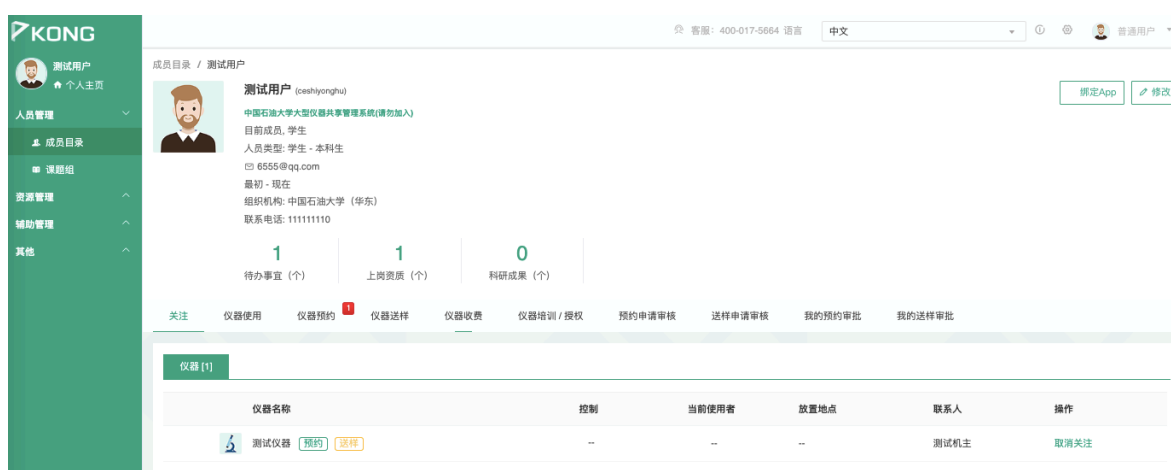 PKONG
客服：400-017-5664 语言
中文
普通用户
测试用户
个人主页
人员管理
成员目录
课题组
资源管理
辅助管理
其他
成员目录 / 测试用户
测试用户 (ceshiyonghu)
中国石油大学大型仪器共享管理系统(请勿加入)
目前成员, 学生
人员类型: 学生 - 本科生
6555@qq.com
最初 - 现在
组织机构: 中国石油大学（华东）
联系电话: 111111110
绑定App
修改
1 1 0
待办事宜（个） 上岗资质（个） 科研成果（个）
关注 仪器使用 仪器预约 1 仪器送样 仪器收费 仪器培训 / 授权 预约申请审核 送样申请审核 我的预约审批 我的送样审批
仪器 [1]
仪器名称 控制 当前使用者 放置地点 联系人 操作
测试仪器 预约 送样 -- -- -- 测试机主 取消关注